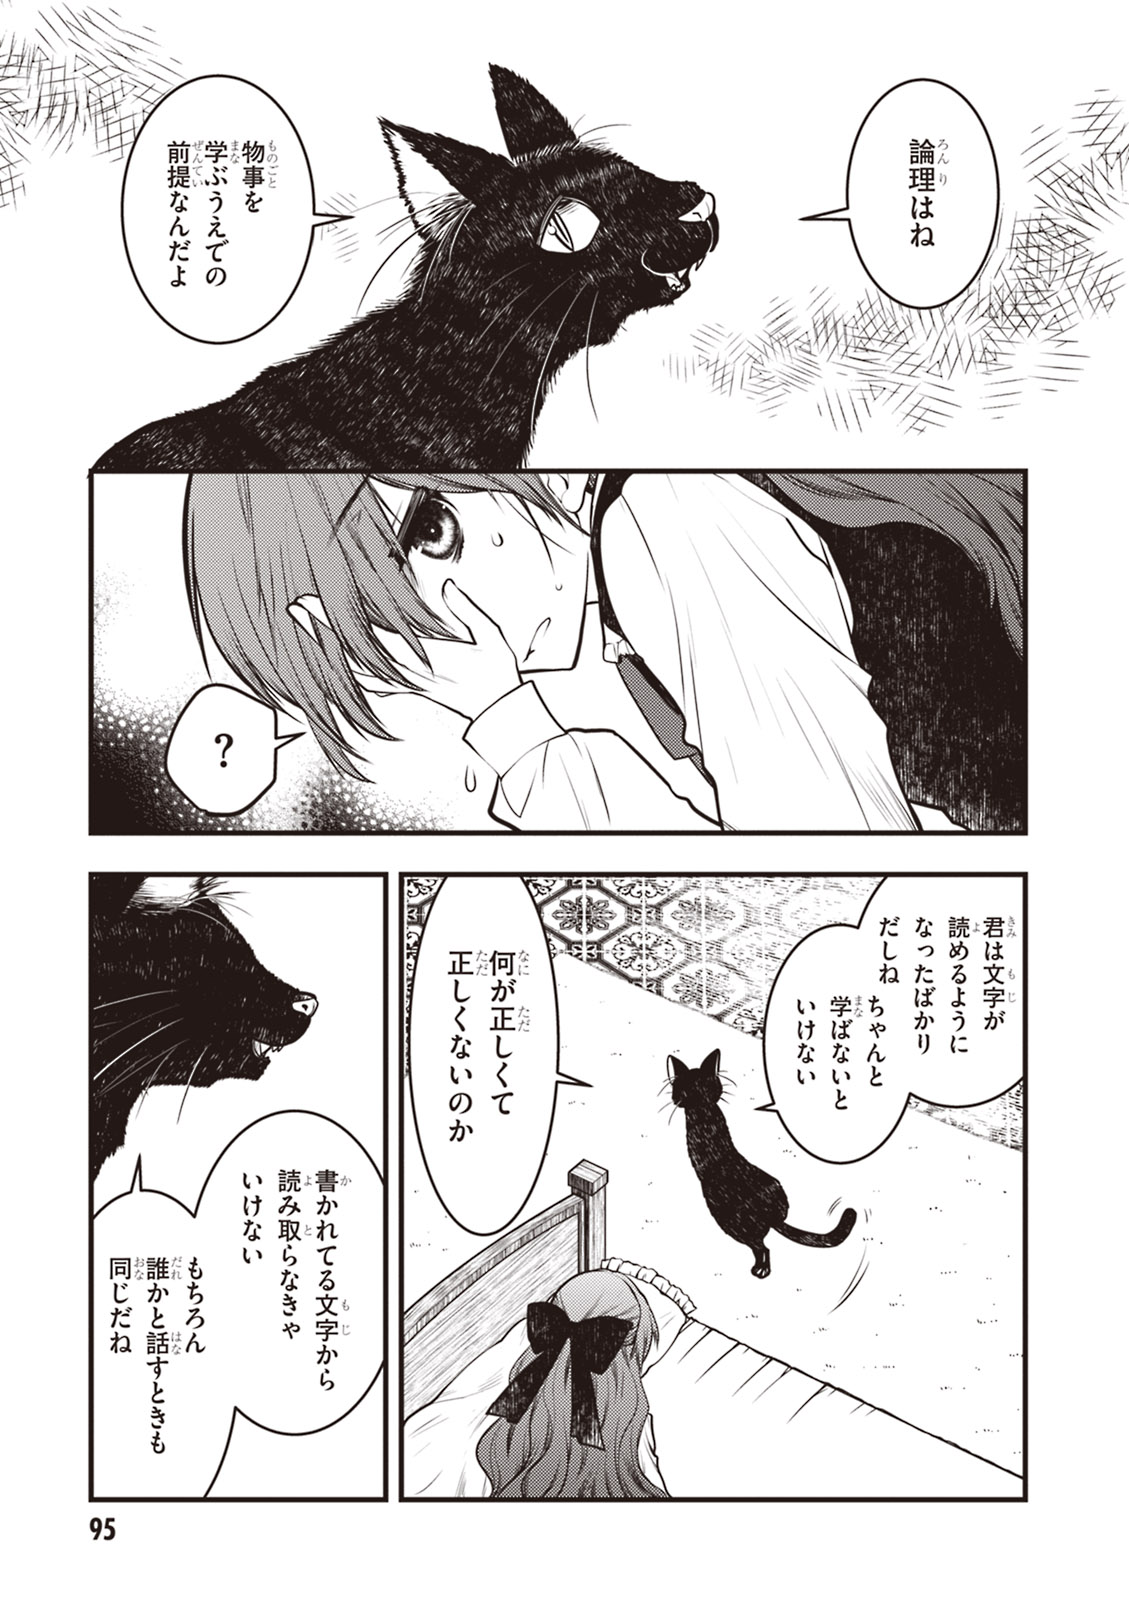 論理はね
物事を
学ぶうえでの
前提なんだよ
？
君は文字が
読めるように
なったばかり
だしね
ちゃんと
学ばないと
いけない
何が正しくて
正しくないのか
書かれてる文字から
読み取らなきゃ
いけない
もちろん
誰かと話すときも
同じだね
95